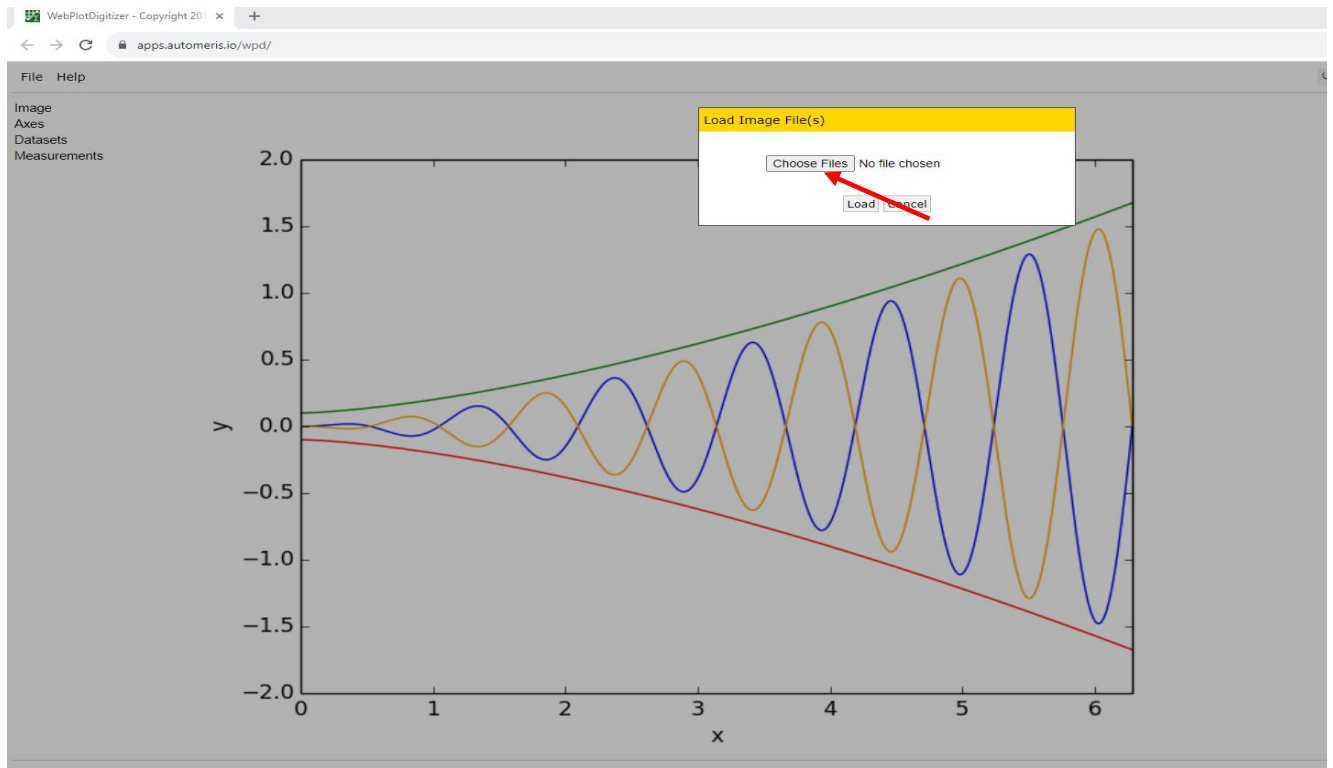 WebPlotDigitizer - Copyright 201
apps.automeris.io/wpd/
File Help
Image
Axes
Datasets
Measurements
Load Image File(s)
Choose Files No file chosen
Load Cancel
2.0
1.5
1.0
0.5
0.0
−0.5
−1.0
−1.5
−2.0
y
0 1 2 3 4 5 6
x